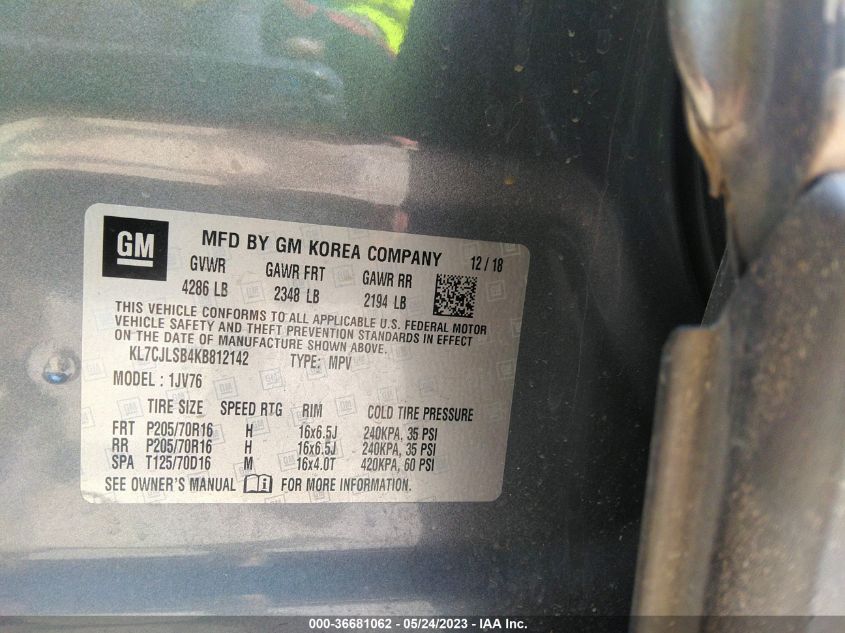 GM
MFD BY GM KOREA COMPANY 12/18
GVWR GAWR FRT GAWR RR
4286 LB 2348 LB 2194 LB
THIS VEHICLE CONFORMS TO ALL APPLICABLE U.S. FEDERAL MOTOR
VEHICLE SAFETY AND THEFT PREVENTION STANDARDS IN EFFECT
ON THE DATE OF MANUFACTURE SHOWN ABOVE.
KL7CJLSB4KB812142 TYPE: MPV
MODEL : 1JV76
TIRE SIZE SPEED RTG RIM COLD TIRE PRESSURE
FRT P205/70R16 H 16x6.5J 240KPA, 35 PSI
RR P205/70R16 H 16x6.5J 240KPA, 35 PSI
SPA T125/70D16 M 16x4.0T 420KPA, 60 PSI
SEE OWNER'S MANUAL FOR MORE INFORMATION.
000-36681062 - 05/24/2023 - IAA Inc.